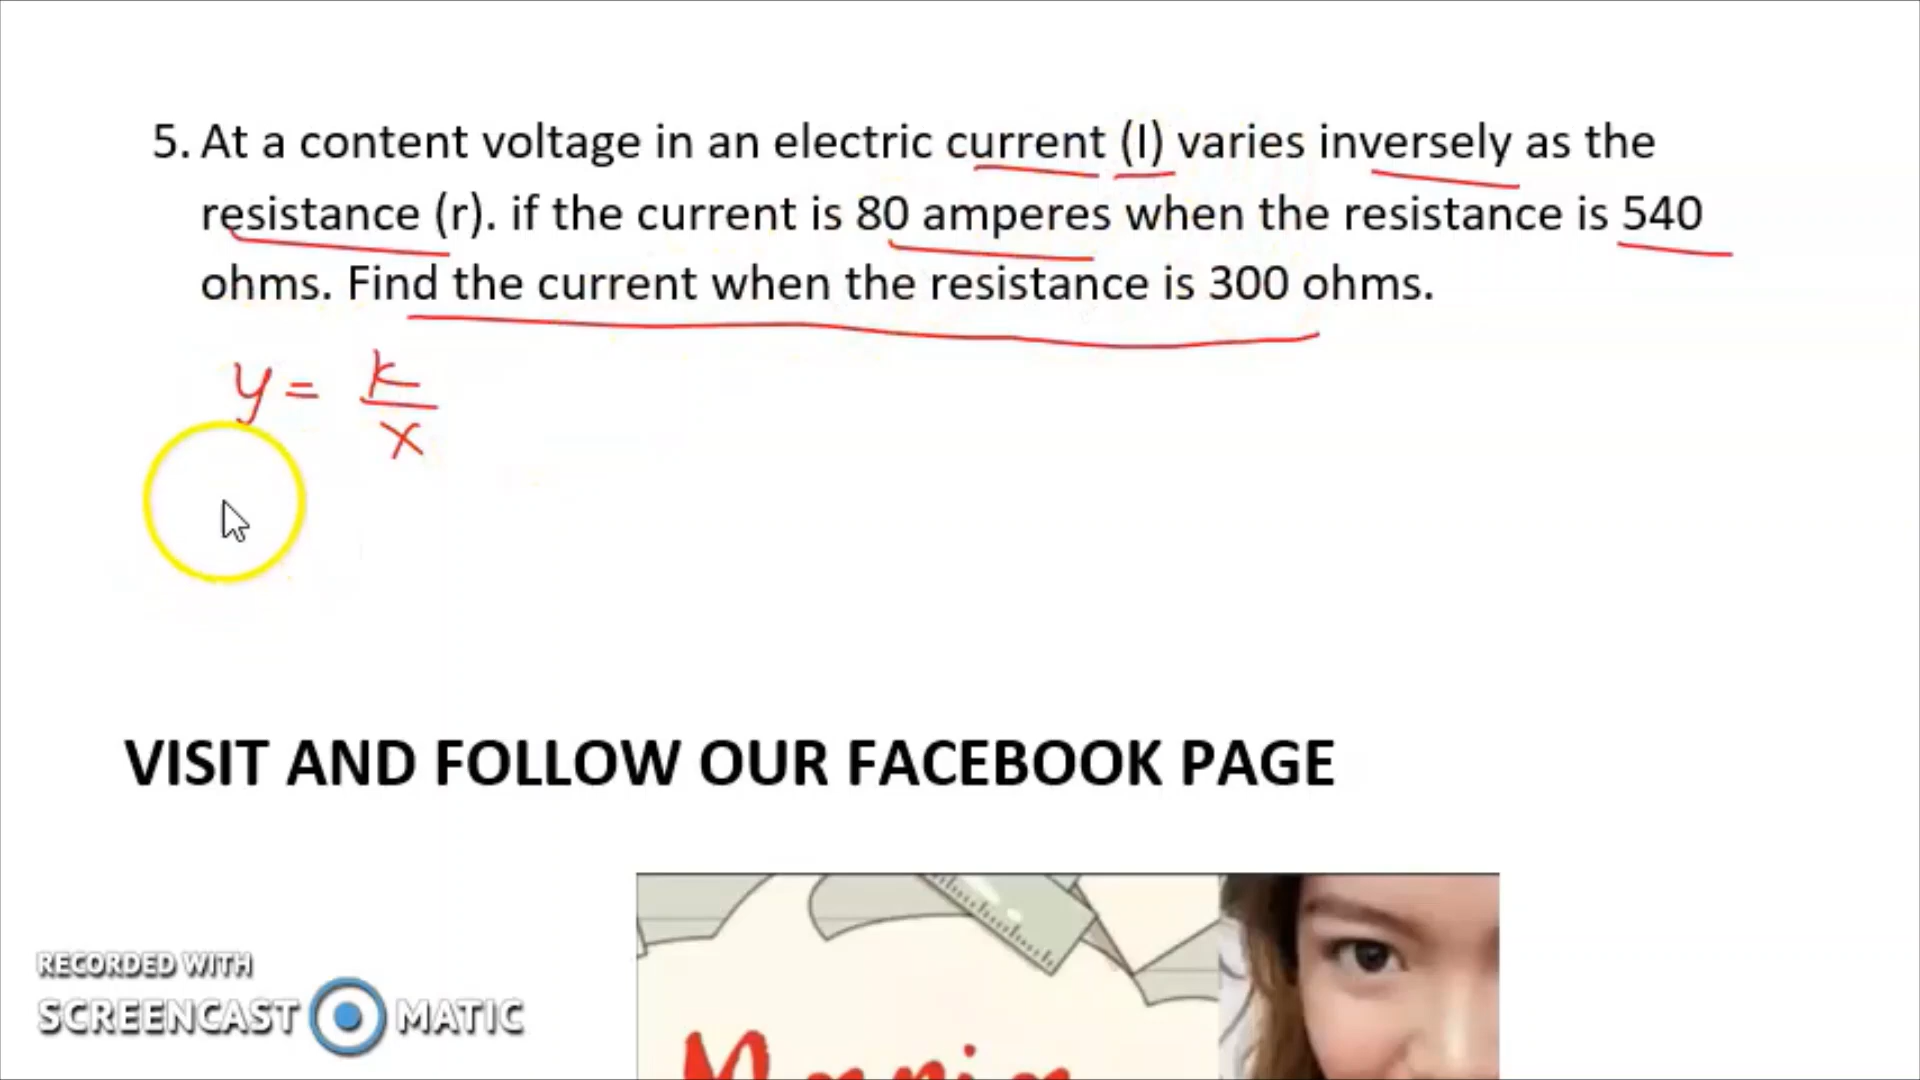 5. At a content voltage in an electric current (I) varies inversely as the
resistance (r). if the current is 80 amperes when the resistance is 540
ohms. Find the current when the resistance is 300 ohms.
y = k
x
VISIT AND FOLLOW OUR FACEBOOK PAGE
RECORDED WITH
SCREENCAST MATIC